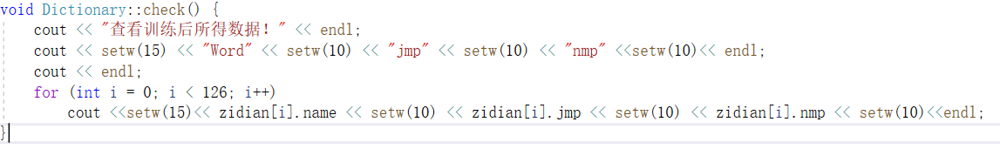 void Dictionary::check() {
    cout << "查看训练后所得数据！" << endl;
    cout << setw(15) << "Word" << setw(10) << "jmp" << setw(10) << "nmp" <<setw(10)<< endl;
    cout << endl;
    for (int i = 0; i < 126; i++)
        cout <<setw(15)<< zidian[i].name << setw(10) << zidian[i].jmp << setw(10) << zidian[i].nmp << setw(10)<<endl;
}